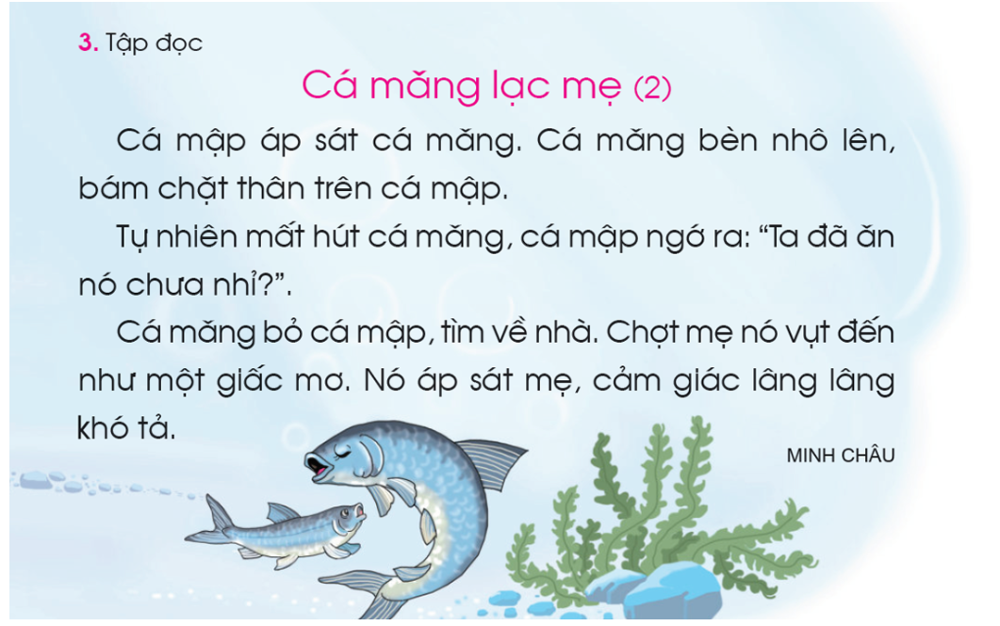 3. Tập đọc
Cá măng lạc mẹ (2)
Cá mập áp sát cá măng. Cá măng bèn nhô lên,
bám chặt thân trên cá mập.
Tự nhiên mất hút cá măng, cá mập ngớ ra: “Ta đã ăn
nó chưa nhỉ?”.
Cá măng bỏ cá mập, tìm về nhà. Chợt mẹ nó vụt đến
như một giấc mơ. Nó áp sát mẹ, cảm giác lâng lâng
khó tả.
MINH CHÂU